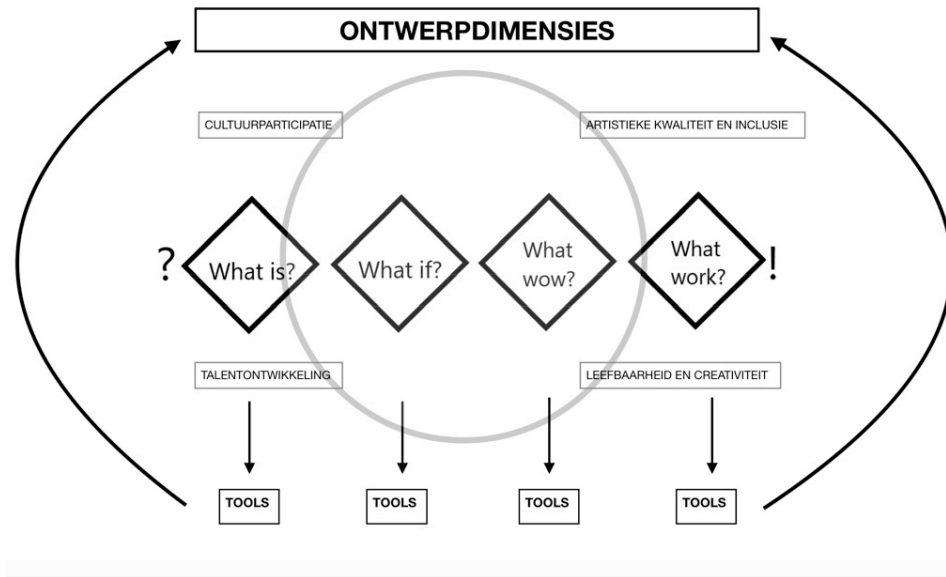 ONTWERPDIMENSIES
CULTUURPARTICIPATIE
ARTISTIEKE KWALITEIT EN INCLUSIE
?
What is?
What if?
What
wow?
What
work?
!
TALENTONTWIKKELING
LEEFBAARHEID EN CREATIVITEIT
TOOLS
TOOLS
TOOLS
TOOLS